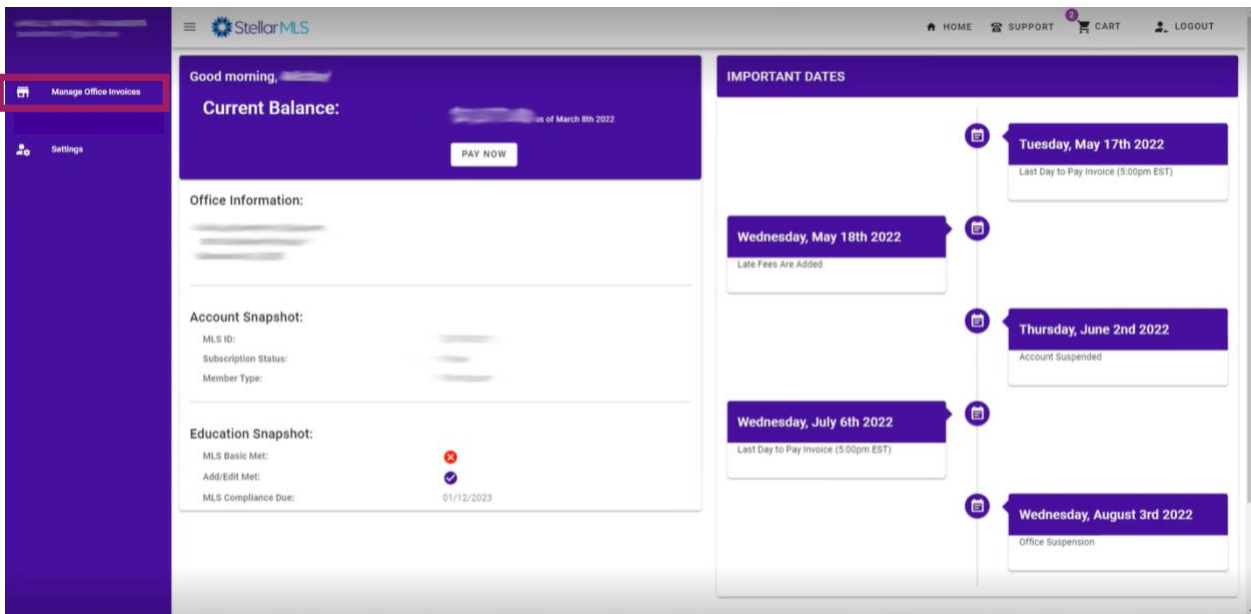 StellarMLS
HOME
SUPPORT
2
CART
LOGOUT
Manage Office Invoices
Settings
Good morning,
Current Balance:
as of March 8th 2022
PAY NOW
Office Information:
Account Snapshot:
MLS ID:
Subscription Status:
Member Type:
Education Snapshot:
MLS Basic Met:
Add/Edit Met:
MLS Compliance Due: 01/12/2023
IMPORTANT DATES
Tuesday, May 17th 2022
Last Day to Pay Invoice (5:00pm EST)
Wednesday, May 18th 2022
Late Fees Are Added
Thursday, June 2nd 2022
Account Suspended
Wednesday, July 6th 2022
Last Day to Pay Invoice (5:00pm EST)
Wednesday, August 3rd 2022
Office Suspension